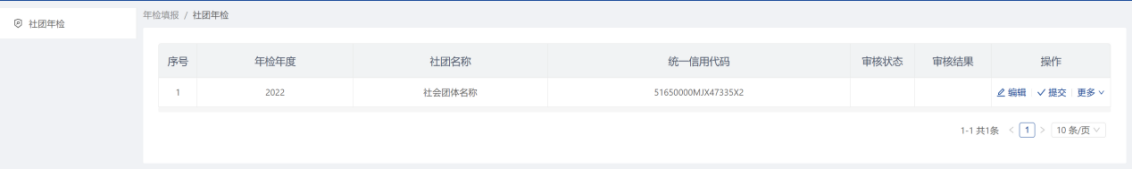 年检填报 / 社团年检
社团年检
序号 年检年度 社团名称 统一信用代码 审核状态 审核结果 操作
1 2022 社会团体名称 51650000MJX47335X2 编辑 提交 更多
1-1 共1条 < 1 > 10 条/页